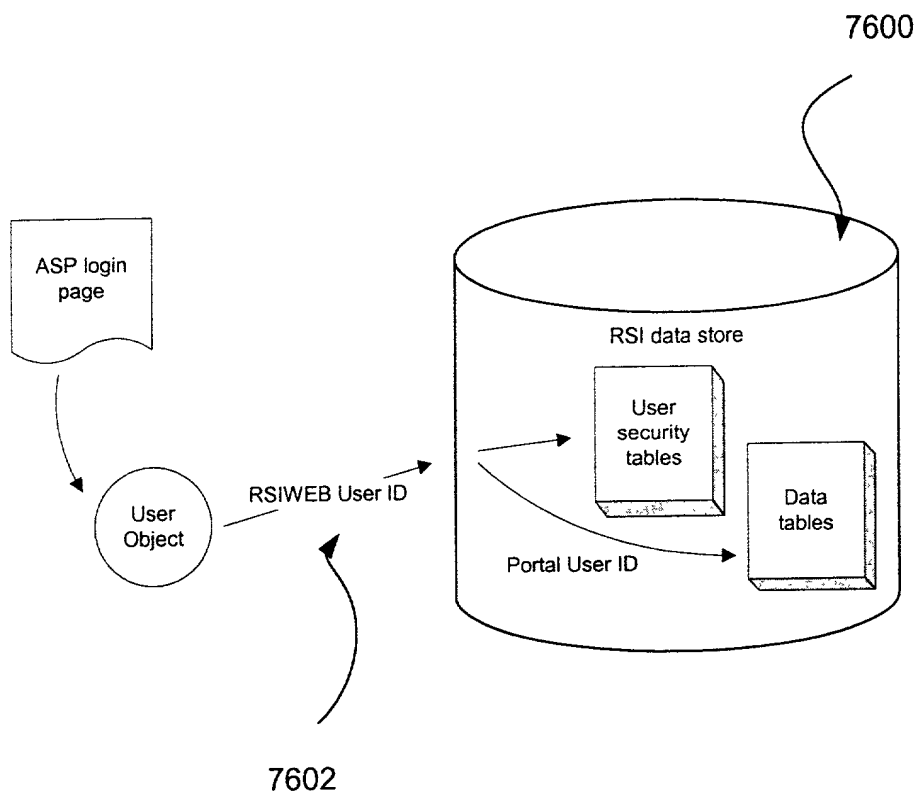 7600
ASP login
page
RSI data store
User
security
tables
RSIWEB User ID
User
Object
Data
tables
Portal User ID
7602